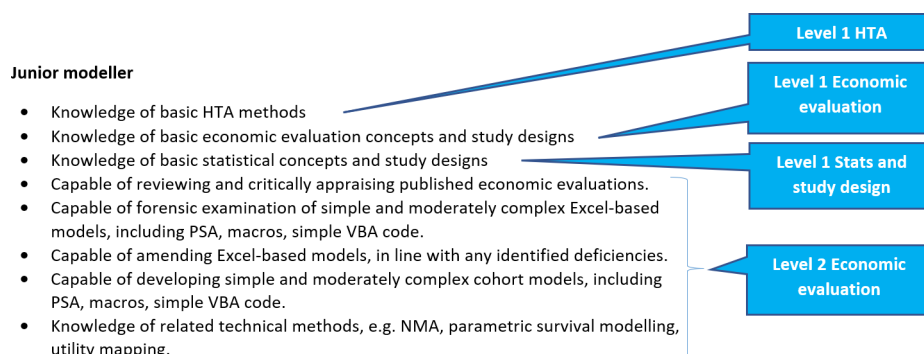 Level 1 HTA
Junior modeller
Level 1 Economic
evaluation
• Knowledge of basic HTA methods
• Knowledge of basic economic evaluation concepts and study designs
• Knowledge of basic statistical concepts and study designs
Level 1 Stats and
study design
• Capable of reviewing and critically appraising published economic evaluations.
• Capable of forensic examination of simple and moderately complex Excel-based
models, including PSA, macros, simple VBA code.
• Capable of amending Excel-based models, in line with any identified deficiencies.
• Capable of developing simple and moderately complex cohort models, including
PSA, macros, simple VBA code.
Level 2 Economic
evaluation
• Knowledge of related technical methods, e.g. NMA, parametric survival modelling,
utility mapping.